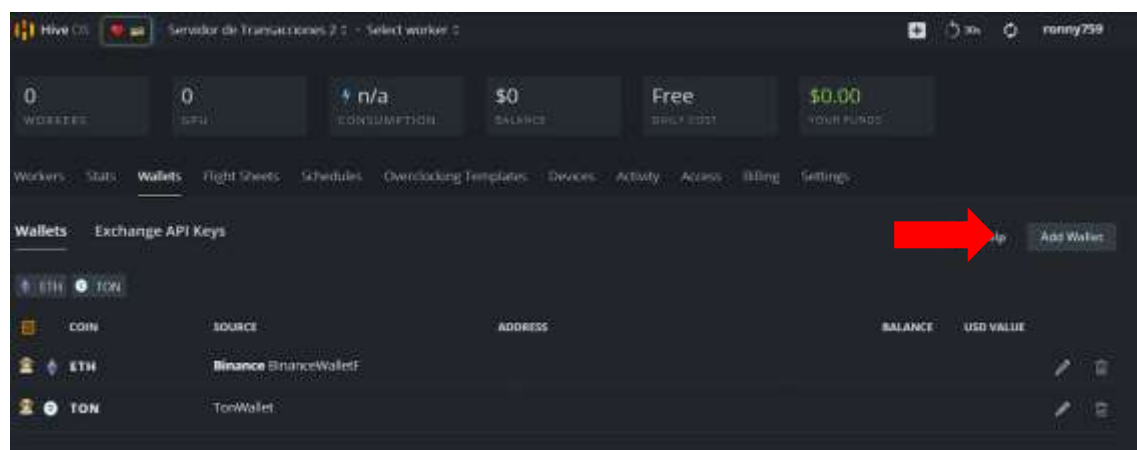 Hive OS Servidor de Transacciones 2 - Select worker 30s ronny759
0 0 n/a $0 Free $0.00
WORKERS GPU CONSUMPTION BALANCE DAILY COST YOUR FUNDS
Workers Stats Wallets Flight Sheets Schedules Overclocking Templates Devices Activity Access Billing Settings
Wallets Exchange API Keys Add Wallet
ETH TON
COIN SOURCE ADDRESS BALANCE USD VALUE
ETH Binance BinanceWalletF
TON TonWallet